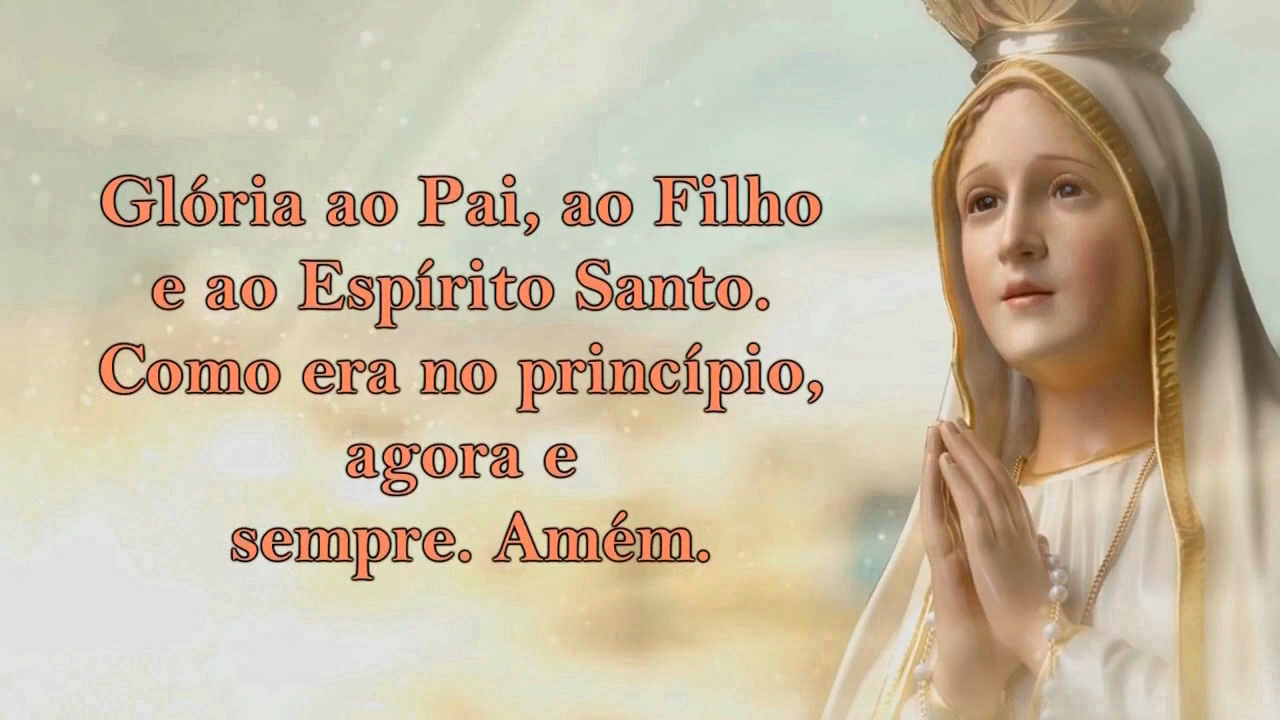 Glória ao Pai, ao Filho
e ao Espírito Santo.
Como era no princípio,
agora e
sempre. Amém.